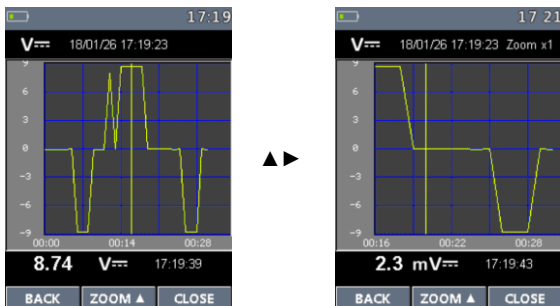 17:19
V 18/01/26 17:19:23
9
6
3
0
-3
-6
-9
00:00 00:14 00:28
8.74 V 17:19:39
BACK ZOOM ▲ CLOSE
▲►
17 21
V 18/01/26 17:19:23 Zoom x1
9
6
3
0
-3
-6
-9
00:16 00:22 00:28
2.3 mV 17:19:43
BACK ZOOM ▲ CLOSE